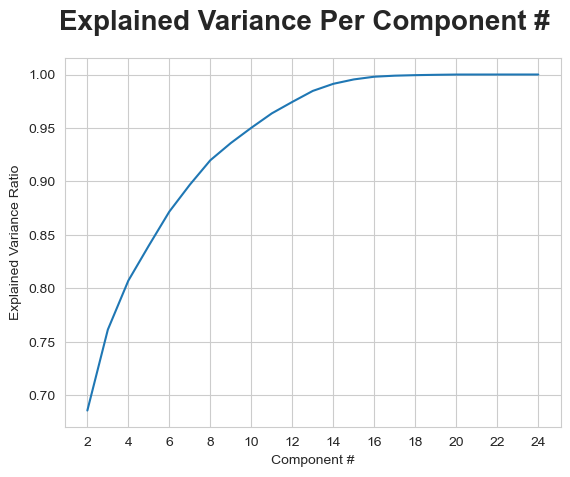 Explained Variance Per Component #
1.00
0.95
0.90
0.85
0.80
0.75
0.70
Explained Variance Ratio
2 4 6 8 10 12 14 16 18 20 22 24
Component #